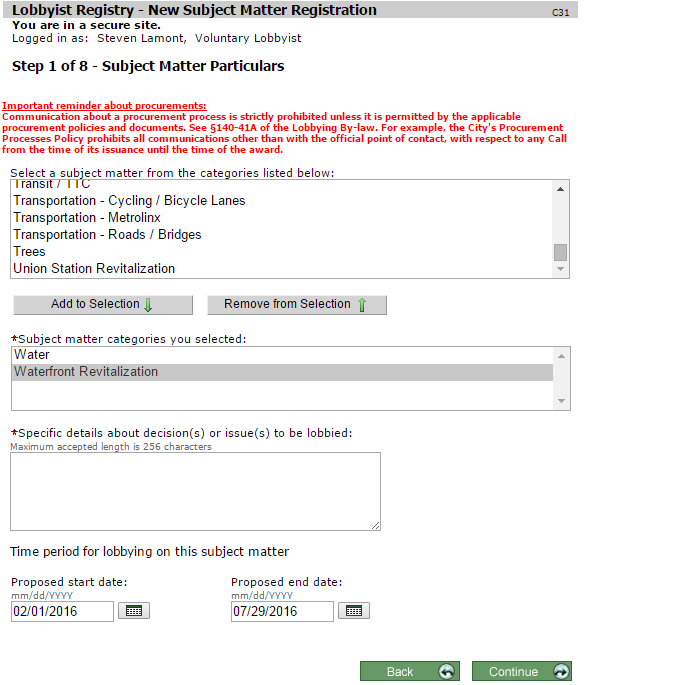 Lobbyist Registry - New Subject Matter Registration C31
You are in a secure site.
Logged in as: Steven Lamont, Voluntary Lobbyist
Step 1 of 8 - Subject Matter Particulars
Important reminder about procurements:
Communication about a procurement process is strictly prohibited unless it is permitted by the applicable
procurement policies and documents. See §140-41A of the Lobbying By-law. For example, the City's Procurement
Processes Policy prohibits all communications other than with the official point of contact, with respect to any Call
from the time of its issuance until the time of the award.
Select a subject matter from the categories listed below:
Transit / TTC
Transportation - Cycling / Bicycle Lanes
Transportation - Metrolinx
Transportation - Roads / Bridges
Trees
Union Station Revitalization
Add to Selection Remove from Selection
*Subject matter categories you selected:
Water
Waterfront Revitalization
*Specific details about decision(s) or issue(s) to be lobbied:
Maximum accepted length is 256 characters
Time period for lobbying on this subject matter
Proposed start date: Proposed end date:
mm/dd/YYYY mm/dd/YYYY
02/01/2016 07/29/2016
Back Continue